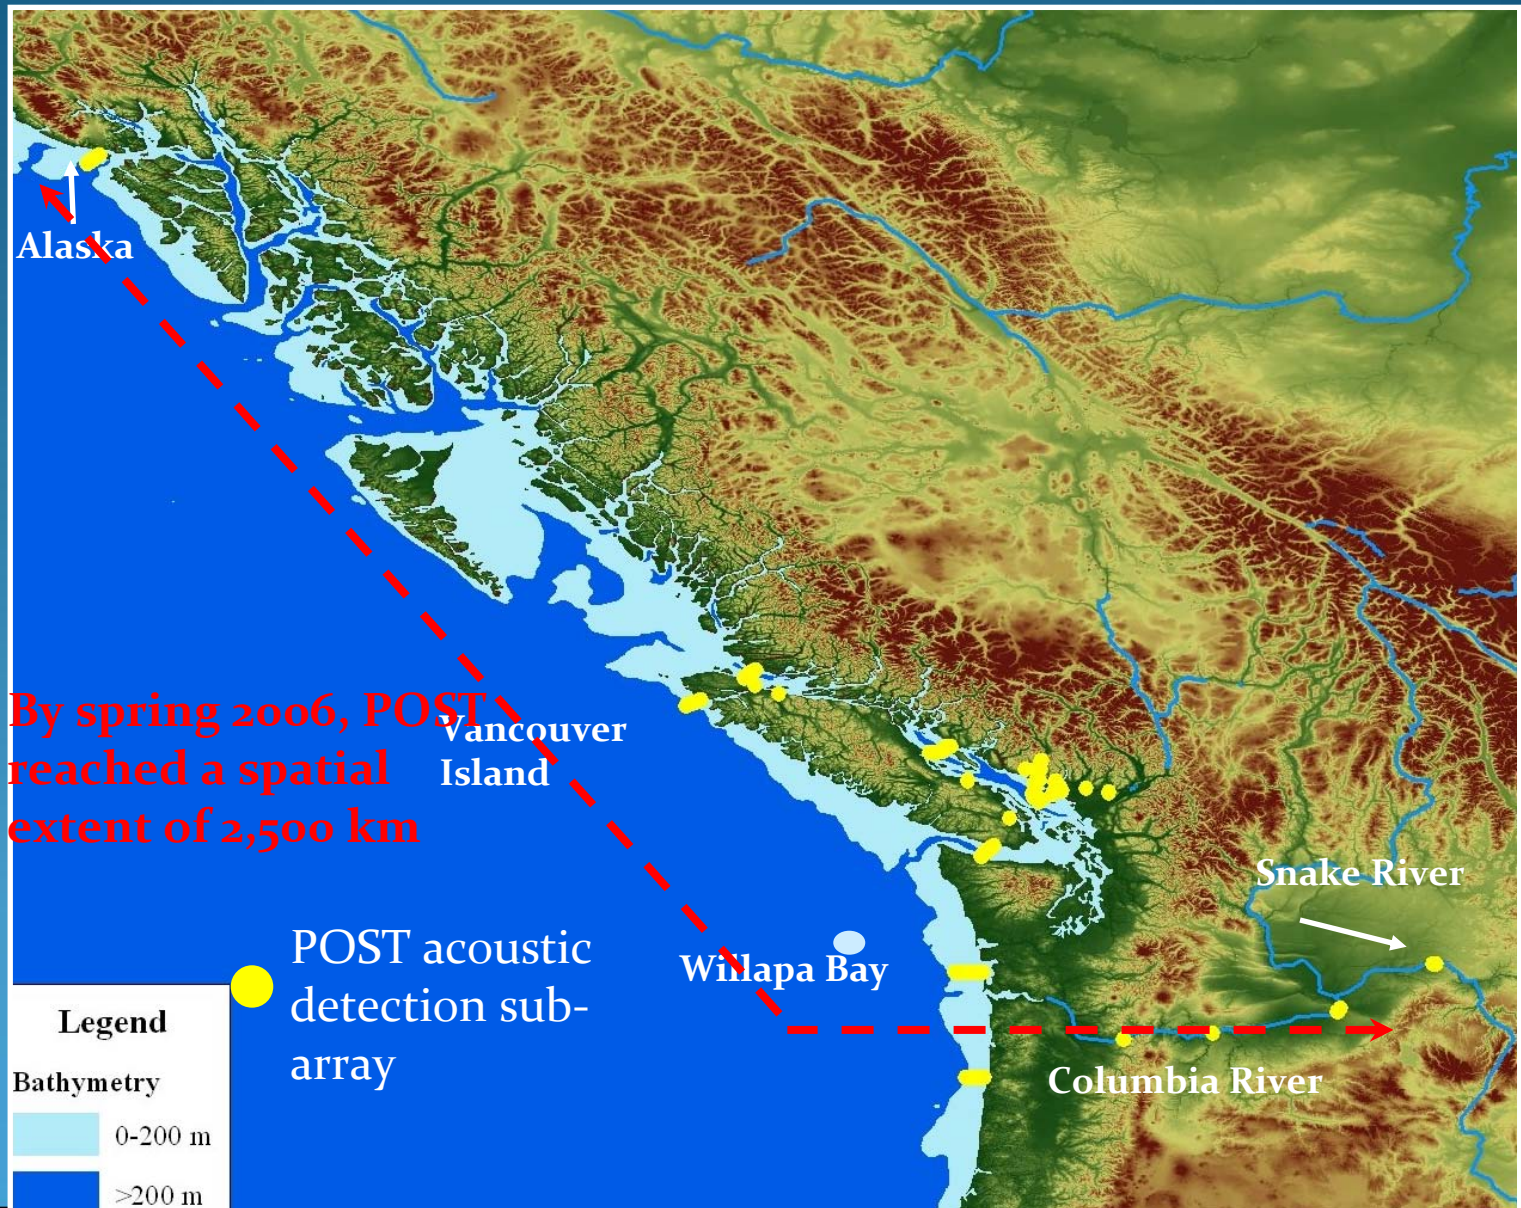 Alaska
By spring 2006, POST
reached a spatial
extent of 2,500 km
Vancouver
Island
Snake River
Willapa Bay
POST acoustic
detection sub-
array
Columbia River
Legend
Bathymetry
0-200 m
>200 m